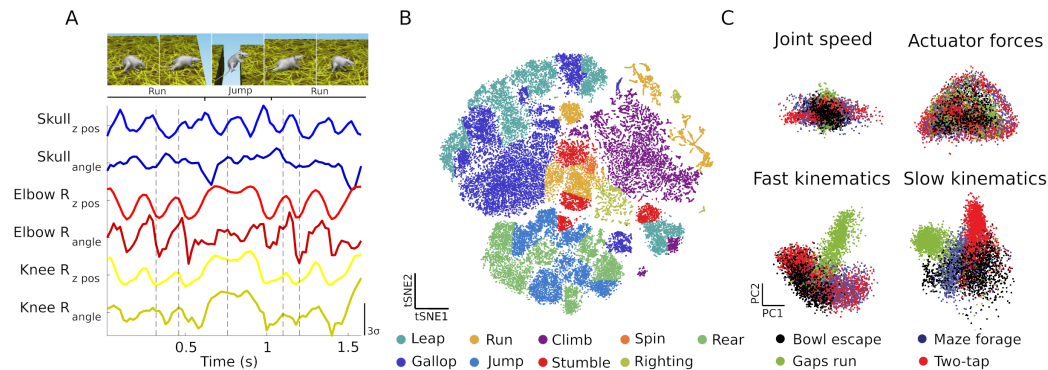 A
Run
Jump
Run
Skull
z pos
Skull
angle
Elbow R
z pos
Elbow R
angle
Knee R
z pos
Knee R
angle
3σ
0.5
1.0
1.5
Time (s)
B
tSNE2
tSNE1
Leap
Run
Climb
Spin
Rear
Gallop
Jump
Stumble
Righting
C
Joint speed
Actuator forces
Fast kinematics
Slow kinematics
PC2
PC1
Bowl escape
Maze forage
Gaps run
Two-tap